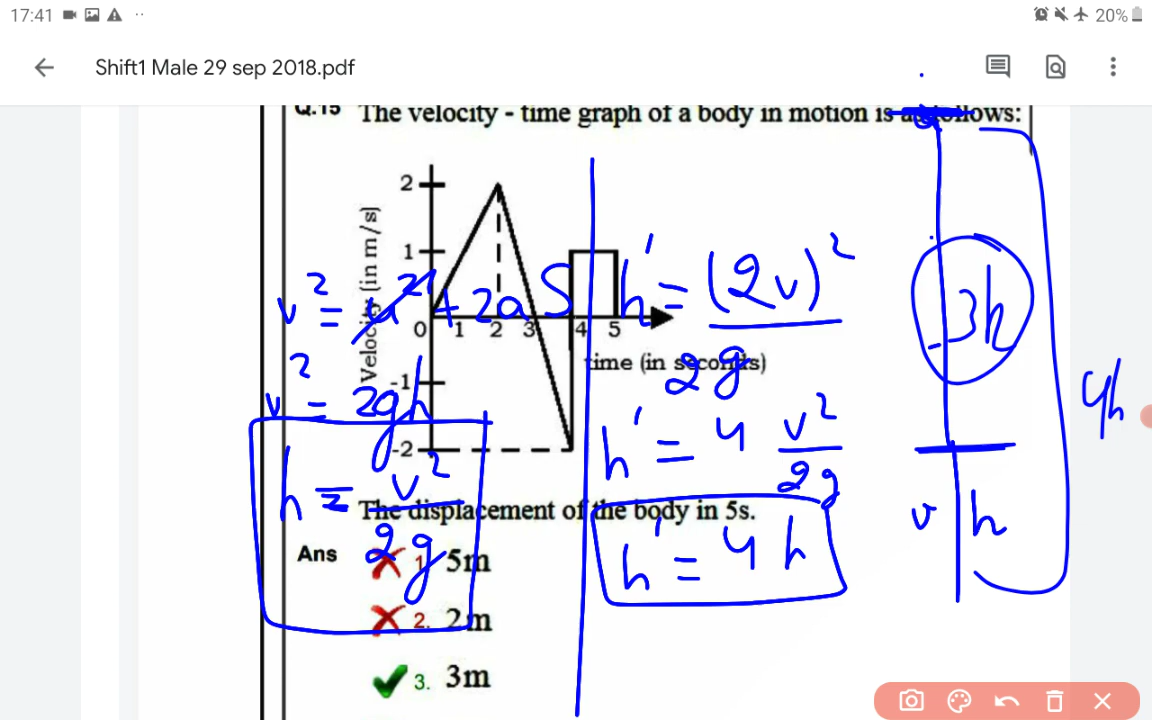 17:41
20%
Shift1 Male 29 sep 2018.pdf
Q.15 The velocity - time graph of a body in motion is as follows:
Velocity (in m/s)
2
1
0
-1
-2
1 2 3 4 5
time (in seconds)
v² = u² + 2aS
v² = 2gh
h = v²
2g
h' = (2v)²
2g
h' = 4 v²
2g
h' = 4h
3h
4h
v h
The displacement of the body in 5s.
Ans
1. 5m
2. 2m
3. 3m